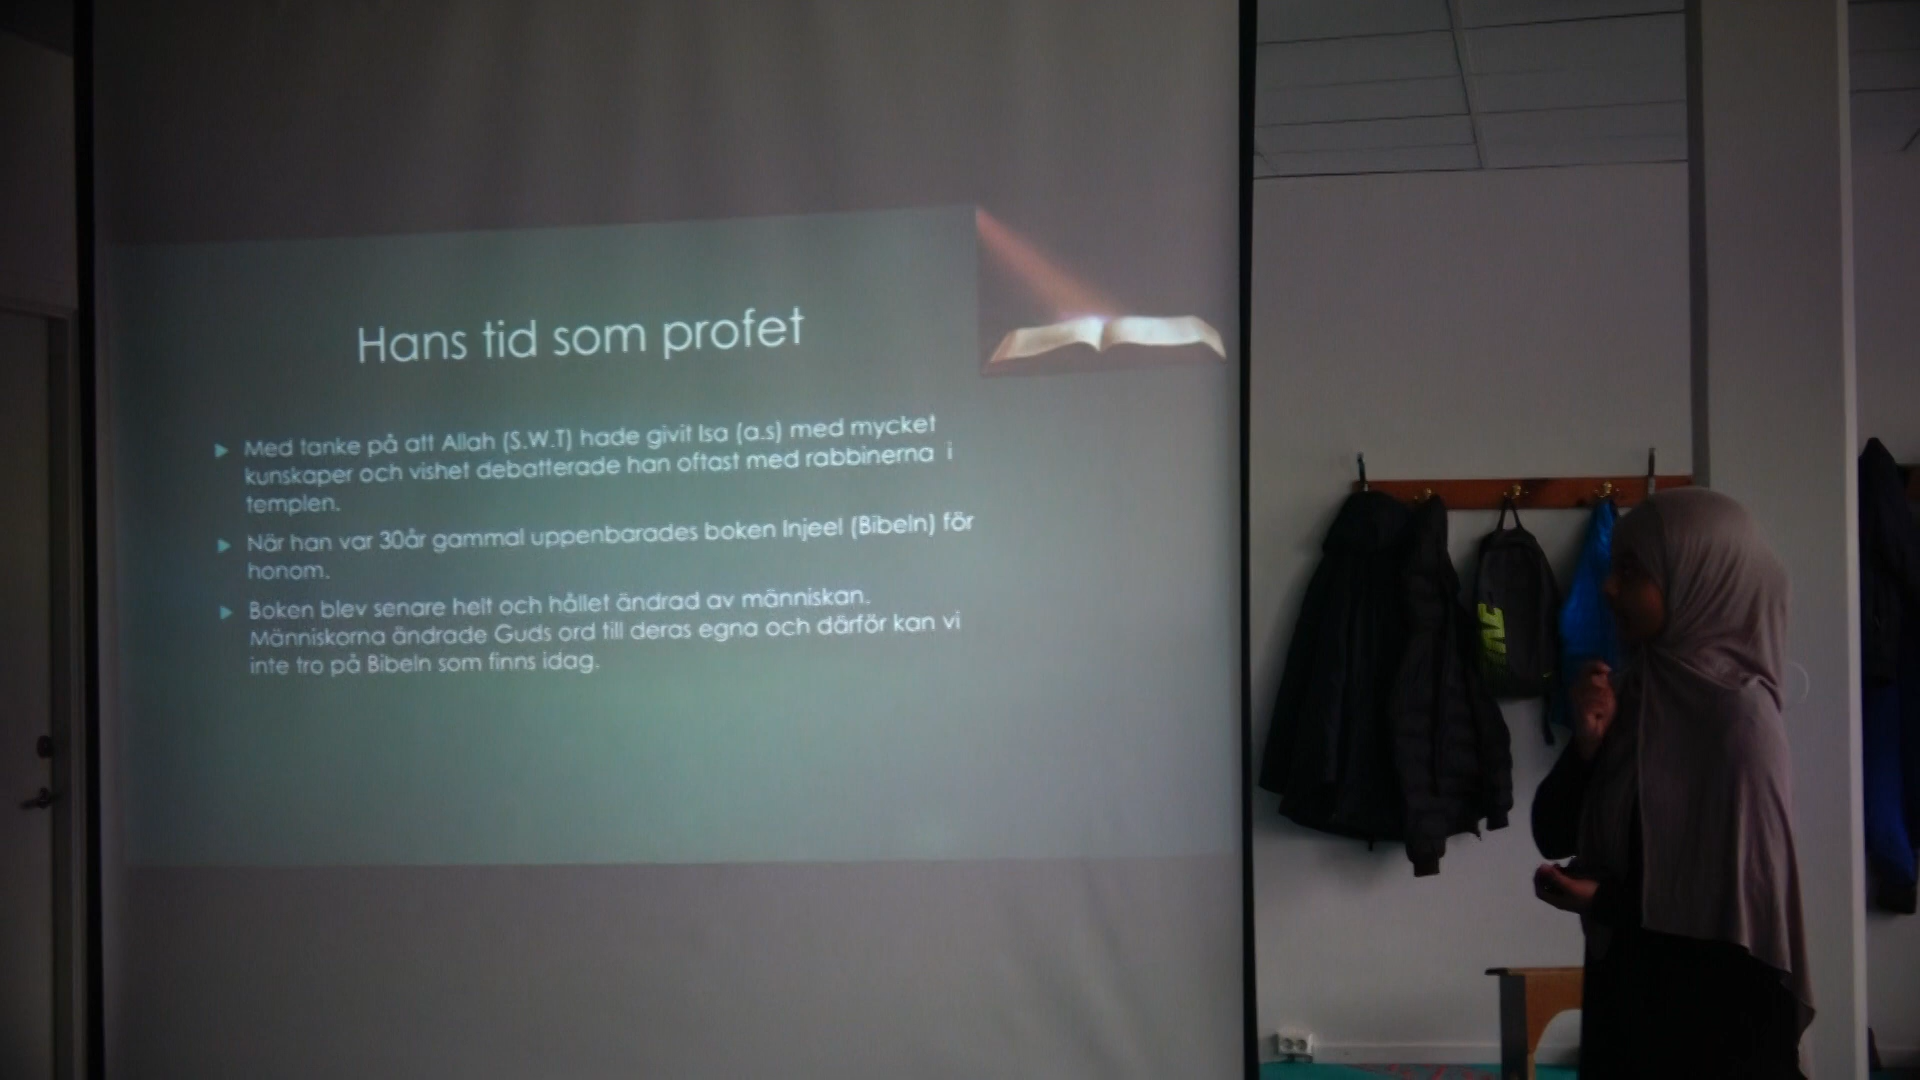 Hans tid som profet
Med tanke på att Allah (S.W.T) hade givit Isa (a.s) med mycket
kunskaper och vishet debatterade han oftast med rabbinerna i
templen.
När han var 30år gammal uppenbarades boken Injeel (Bibeln) för
honom.
Boken blev senare helt och hållet ändrad av människan.
Människorna ändrade Guds ord till deras egna och därför kan vi
inte tro på Bibeln som finns idag.